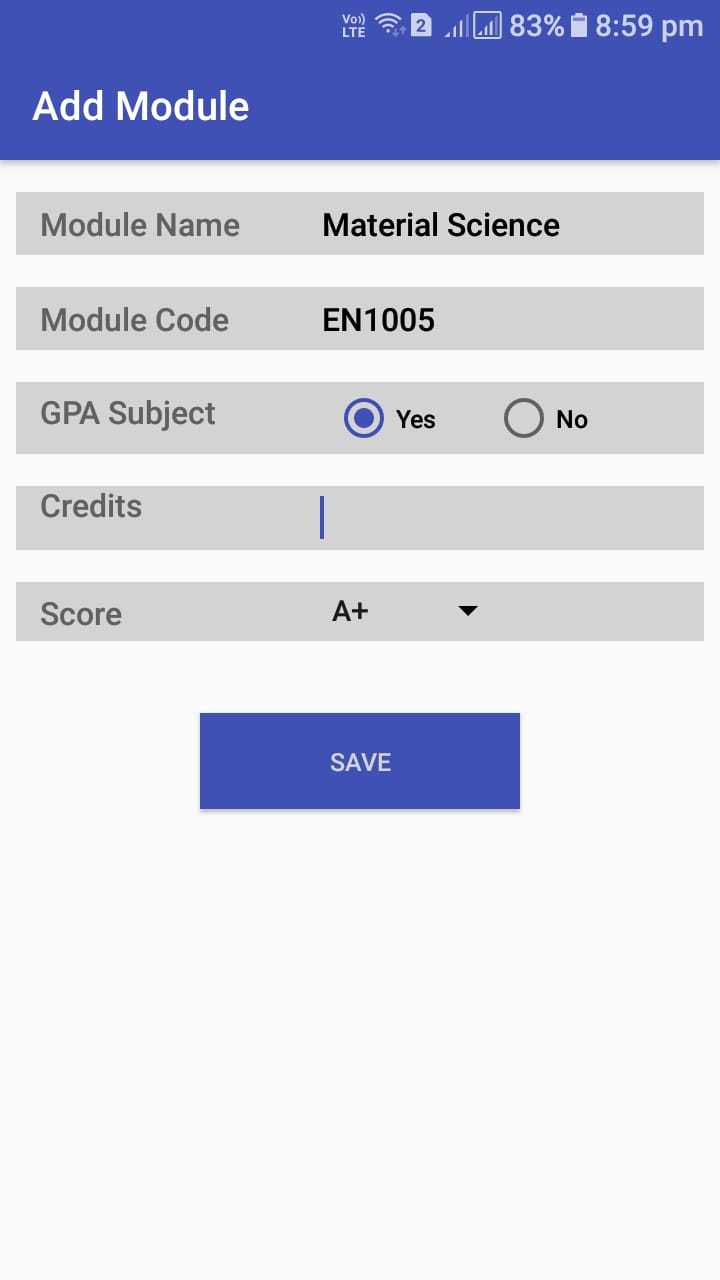 Vo)) LTE 2 83% 8:59 pm
Add Module
Module Name Material Science
Module Code EN1005
GPA Subject Yes No
Credits
Score A+
SAVE